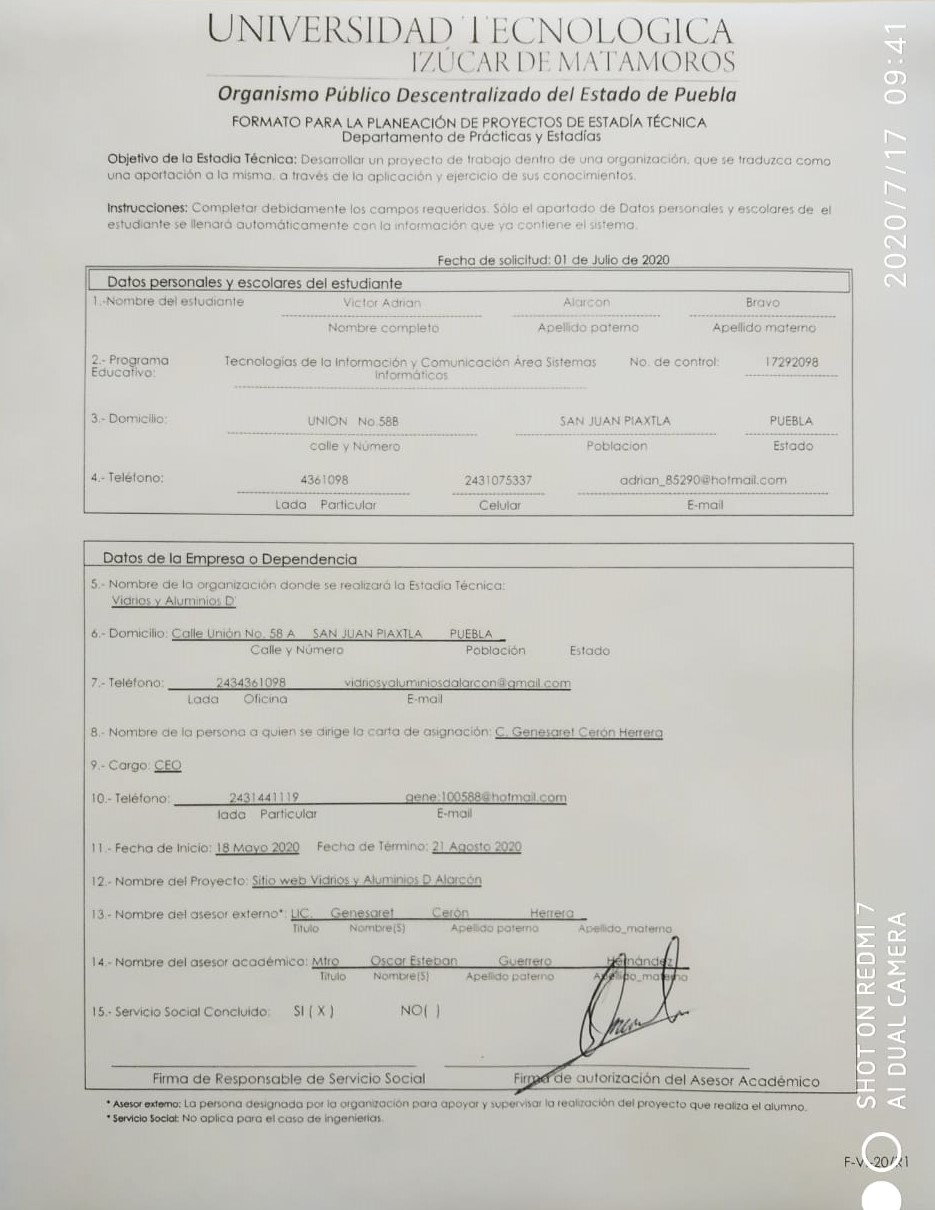 UNIVERSIDAD TECNOLOGICA
IZÚCAR DE MATAMOROS
Organismo Público Descentralizado del Estado de Puebla
FORMATO PARA LA PLANEACIÓN DE PROYECTOS DE ESTADÍA TÉCNICA
Departamento de Prácticas y Estadías
Objetivo de la Estadía Técnica: Desarrollar un proyecto de trabajo dentro de una organización, que se traduzca como
una aportación a la misma, a través de la aplicación y ejercicio de sus conocimientos.
Instrucciones: Completar debidamente los campos requeridos. Sólo el apartado de Datos personales y escolares de el
estudiante se llenará automáticamente con la información que ya contiene el sistema.
Fecha de solicitud: 01 de Julio de 2020
Datos personales y escolares del estudiante
1.-Nombre del estudiante Victor Adrian Alarcon Bravo
Nombre completo Apellido paterno Apellido materno
2.- Programa Educativo: Tecnologías de la Información y Comunicación Área Sistemas No. de control: 17292098
Informáticos
3.- Domicilio: UNION No.58B SAN JUAN PIAXTLA PUEBLA
calle y Número Poblacion Estado
4.- Teléfono: 4361098 2431075337 adrian_85290@hotmail.com
Lada Particular Celular E-mail
Datos de la Empresa o Dependencia
5.- Nombre de la organización donde se realizará la Estadía Técnica:
Vidrios y Aluminios D'
6.- Domicilio: Calle Unión No. 58 A SAN JUAN PIAXTLA PUEBLA
Calle y Número Población Estado
7.- Teléfono: 2434361098 vidriosyaluminiosdalarcon@gmail.com
Lada Oficina E-mail
8.- Nombre de la persona a quien se dirige la carta de asignación: C. Genesaret Cerón Herrera
9.- Cargo: CEO
10.- Teléfono: 2431441119 gene:100588@hotmail.com
lada Particular E-mail
11.- Fecha de Inicio: 18 Mayo 2020 Fecha de Término: 21 Agosto 2020
12.- Nombre del Proyecto: Sitio web Vidrios y Aluminios D Alarcón
13.- Nombre del asesor externo*: LIC. Genesaret Cerón Herrera
Titulo Nombre(S) Apellido paterno Apellido_materno
14.- Nombre del asesor académico: Mtro Oscar Esteban Guerrero Hernández
Titulo Nombre(S) Apellido paterno Apellido_materno
15.- Servicio Social Concluido: SI ( X ) NO( )
Firma de Responsable de Servicio Social Firma de autorización del Asesor Académico
* Asesor externo: La persona designada por la organización para apoyar y supervisar la realización del proyecto que realiza el alumno.
* Servicio Social: No aplica para el caso de ingenierías.
2020/7/17 09:41
SHOT ON REDMI 7
AI DUAL CAMERA